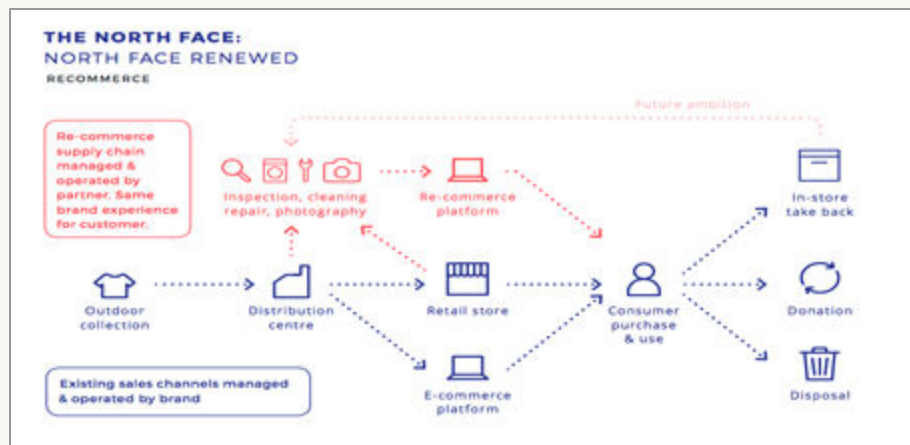 THE NORTH FACE:
NORTH FACE RENEWED
RECOMMERCE
Future ambition
Re-commerce
supply chain
managed &
operated by
partner. Same
brand experience
for customer.
Inspection, cleaning
repair, photography
Re-commerce
platform
In-store
take back
Outdoor
collection
Distribution
centre
Retail store
Consumer
purchase
& use
Donation
Existing sales channels managed
& operated by brand
E-commerce
platform
Disposal